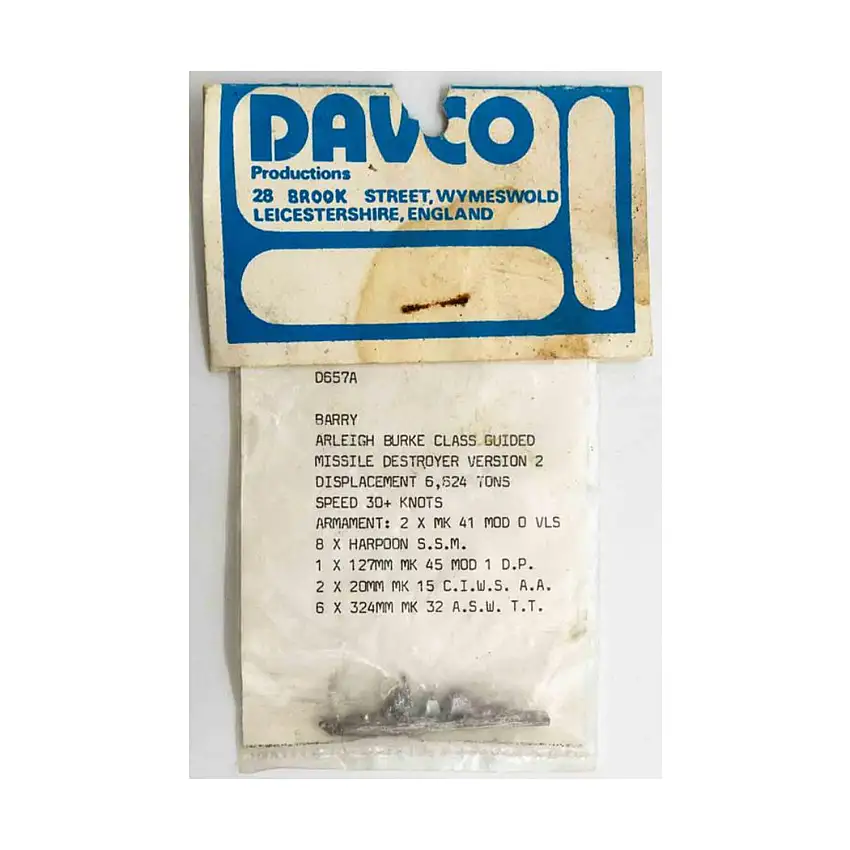 DAVCO
Productions
28 BROOK STREET, WYMESWOLD
LEICESTERSHIRE, ENGLAND
D657A
BARRY
ARLEIGH BURKE CLASS GUIDED
MISSILE DESTROYER VERSION 2
DISPLACEMENT 6,624 TONS
SPEED 30+ KNOTS
ARMAMENT: 2 X MK 41 MOD 0 VLS
8 X HARPOON S.S.M.
1 X 127MM MK 45 MOD 1 D.P.
2 X 20MM MK 15 C.I.W.S. A.A.
6 X 324MM MK 32 A.S.W. T.T.